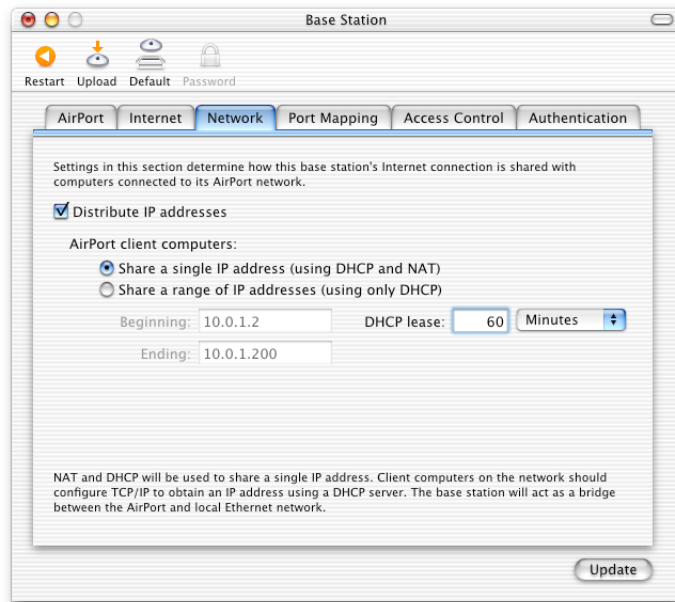 Base Station
Restart Upload Default Password
AirPort Internet Network Port Mapping Access Control Authentication
Settings in this section determine how this base station's Internet connection is shared with
computers connected to its AirPort network.
Distribute IP addresses
AirPort client computers:
Share a single IP address (using DHCP and NAT)
Share a range of IP addresses (using only DHCP)
Beginning: 10.0.1.2 DHCP lease: 60 Minutes
Ending: 10.0.1.200
NAT and DHCP will be used to share a single IP address. Client computers on the network should
configure TCP/IP to obtain an IP address using a DHCP server. The base station will act as a bridge
between the AirPort and local Ethernet network.
Update